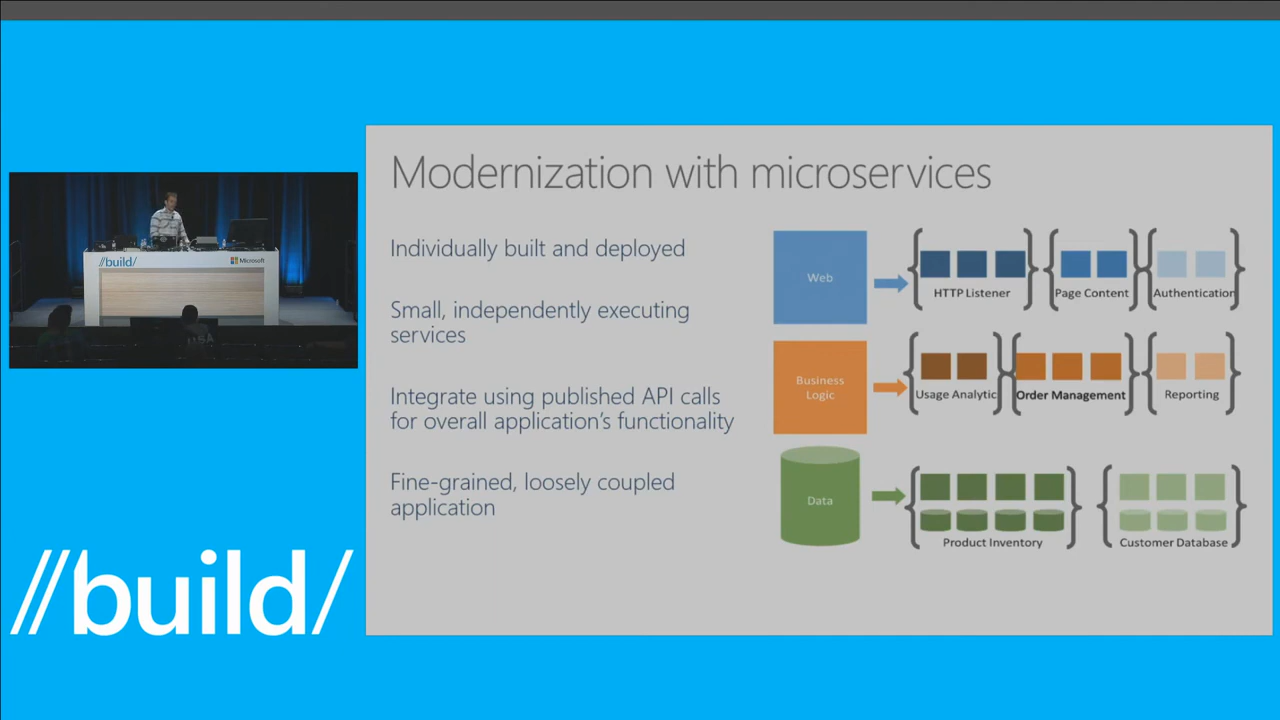 Modernization with microservices
Individually built and deployed
Small, independently executing
services
Integrate using published API calls
for overall application's functionality
Fine-grained, loosely coupled
application
Web
HTTP Listener
Page Content
Authentication
Business
Logic
Usage Analytic
Order Management
Reporting
Data
Product Inventory
Customer Database
//build/
Microsoft
//build/